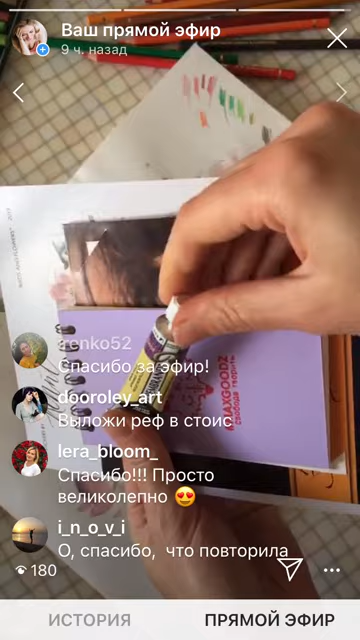 Ваш прямой эфир
9 ч. назад
MAXGOODZ
renko52
Спасибо за эфир!
dooroley_art
Выложи реф в стоис
lera_bloom_
Спасибо!!! Просто
великолепно 😍
i_n_o_v_i
О, спасибо, что повторила
180
ИСТОРИЯ
ПРЯМОЙ ЭФИР